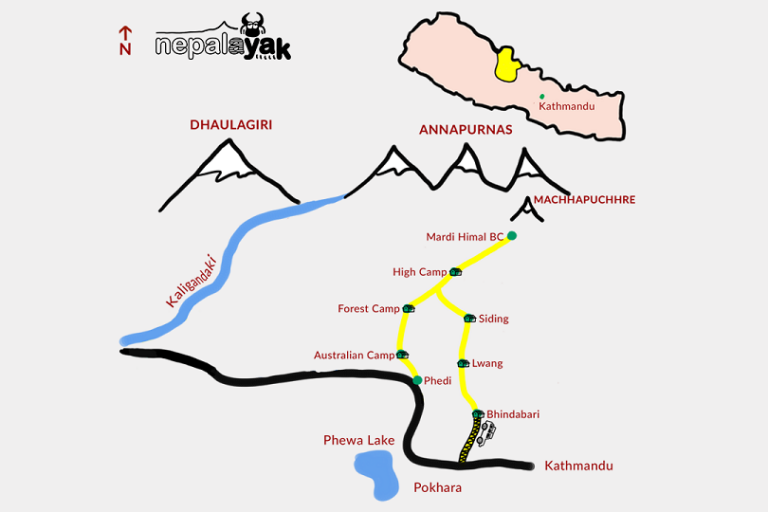 N
nepalayak
Kathmandu
DHAULAGIRI
ANNAPURNAS
MACHHAPUCHHRE
Mardi Himal BC
Kaligandaki
High Camp
Forest Camp
Siding
Australian Camp
Lwang
Phedi
Bhindabari
Phewa Lake
Kathmandu
Pokhara